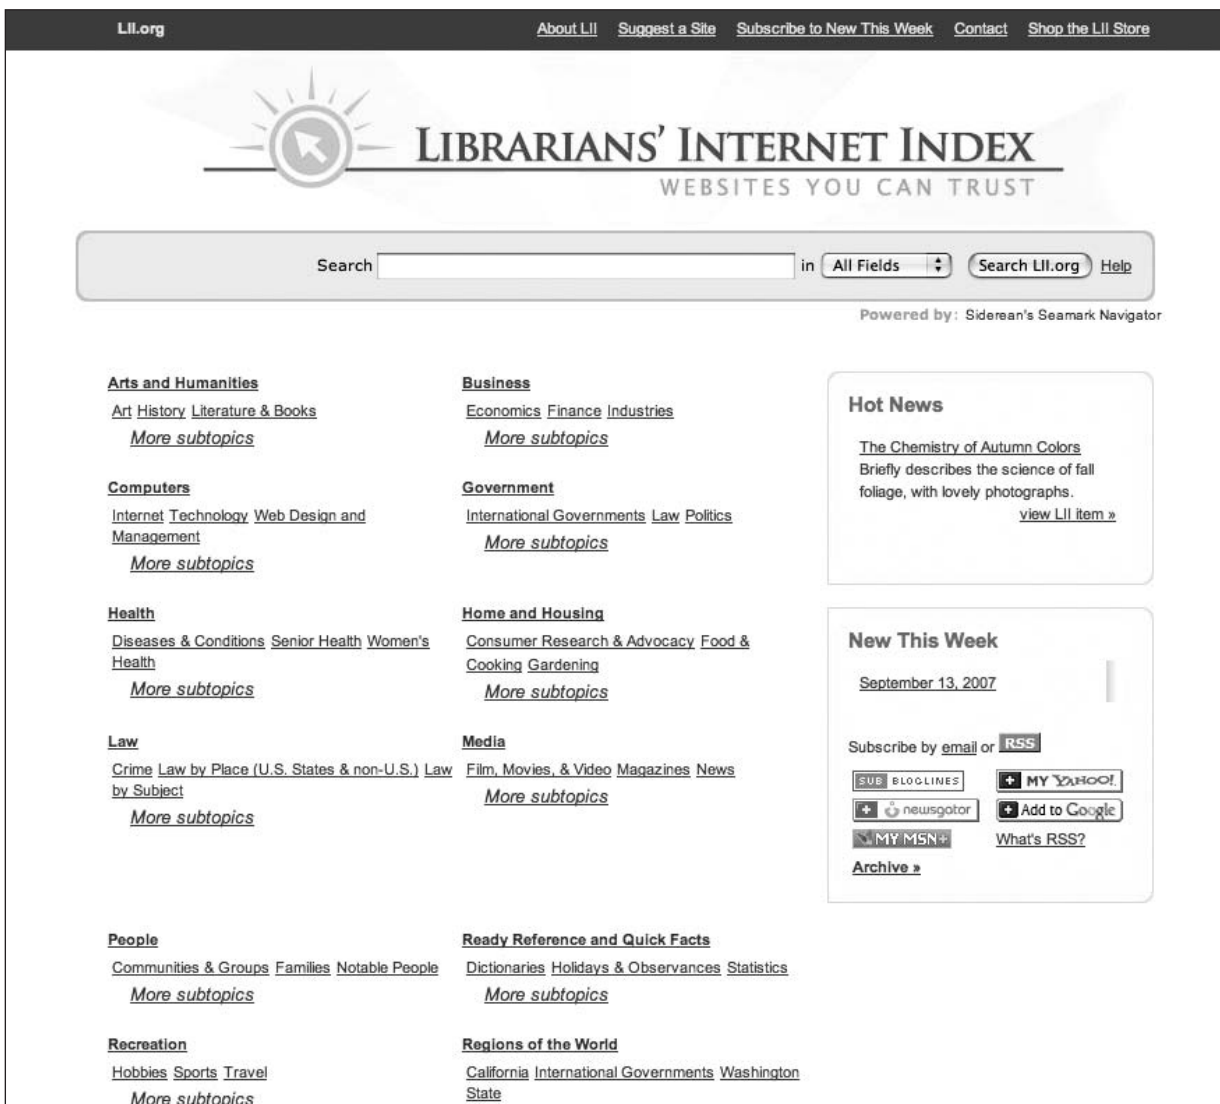 LII.org
About LII Suggest a Site Subscribe to New This Week Contact Shop the LII Store
LIBRARIANS' INTERNET INDEX
WEBSITES YOU CAN TRUST
Search in All Fields Search LII.org Help
Powered by: Siderean's Seamark Navigator
Arts and Humanities
Art History Literature & Books
More subtopics
Business
Economics Finance Industries
More subtopics
Computers
Internet Technology Web Design and
Management
More subtopics
Government
International Governments Law Politics
More subtopics
Health
Diseases & Conditions Senior Health Women's
Health
More subtopics
Home and Housing
Consumer Research & Advocacy Food &
Cooking Gardening
More subtopics
Law
Crime Law by Place (U.S. States & non-U.S.) Law
by Subject
More subtopics
Media
Film, Movies, & Video Magazines News
More subtopics
People
Communities & Groups Families Notable People
More subtopics
Ready Reference and Quick Facts
Dictionaries Holidays & Observances Statistics
More subtopics
Recreation
Hobbies Sports Travel
More subtopics
Regions of the World
California International Governments Washington
State
Hot News
The Chemistry of Autumn Colors
Briefly describes the science of fall
foliage, with lovely photographs.
view LII item »
New This Week
September 13, 2007
Subscribe by email or RSS
SUB BLOGLINES
+ MY YAHOO!
+ newsgator
+ Add to Google
MY MSN+
What's RSS?
Archive »